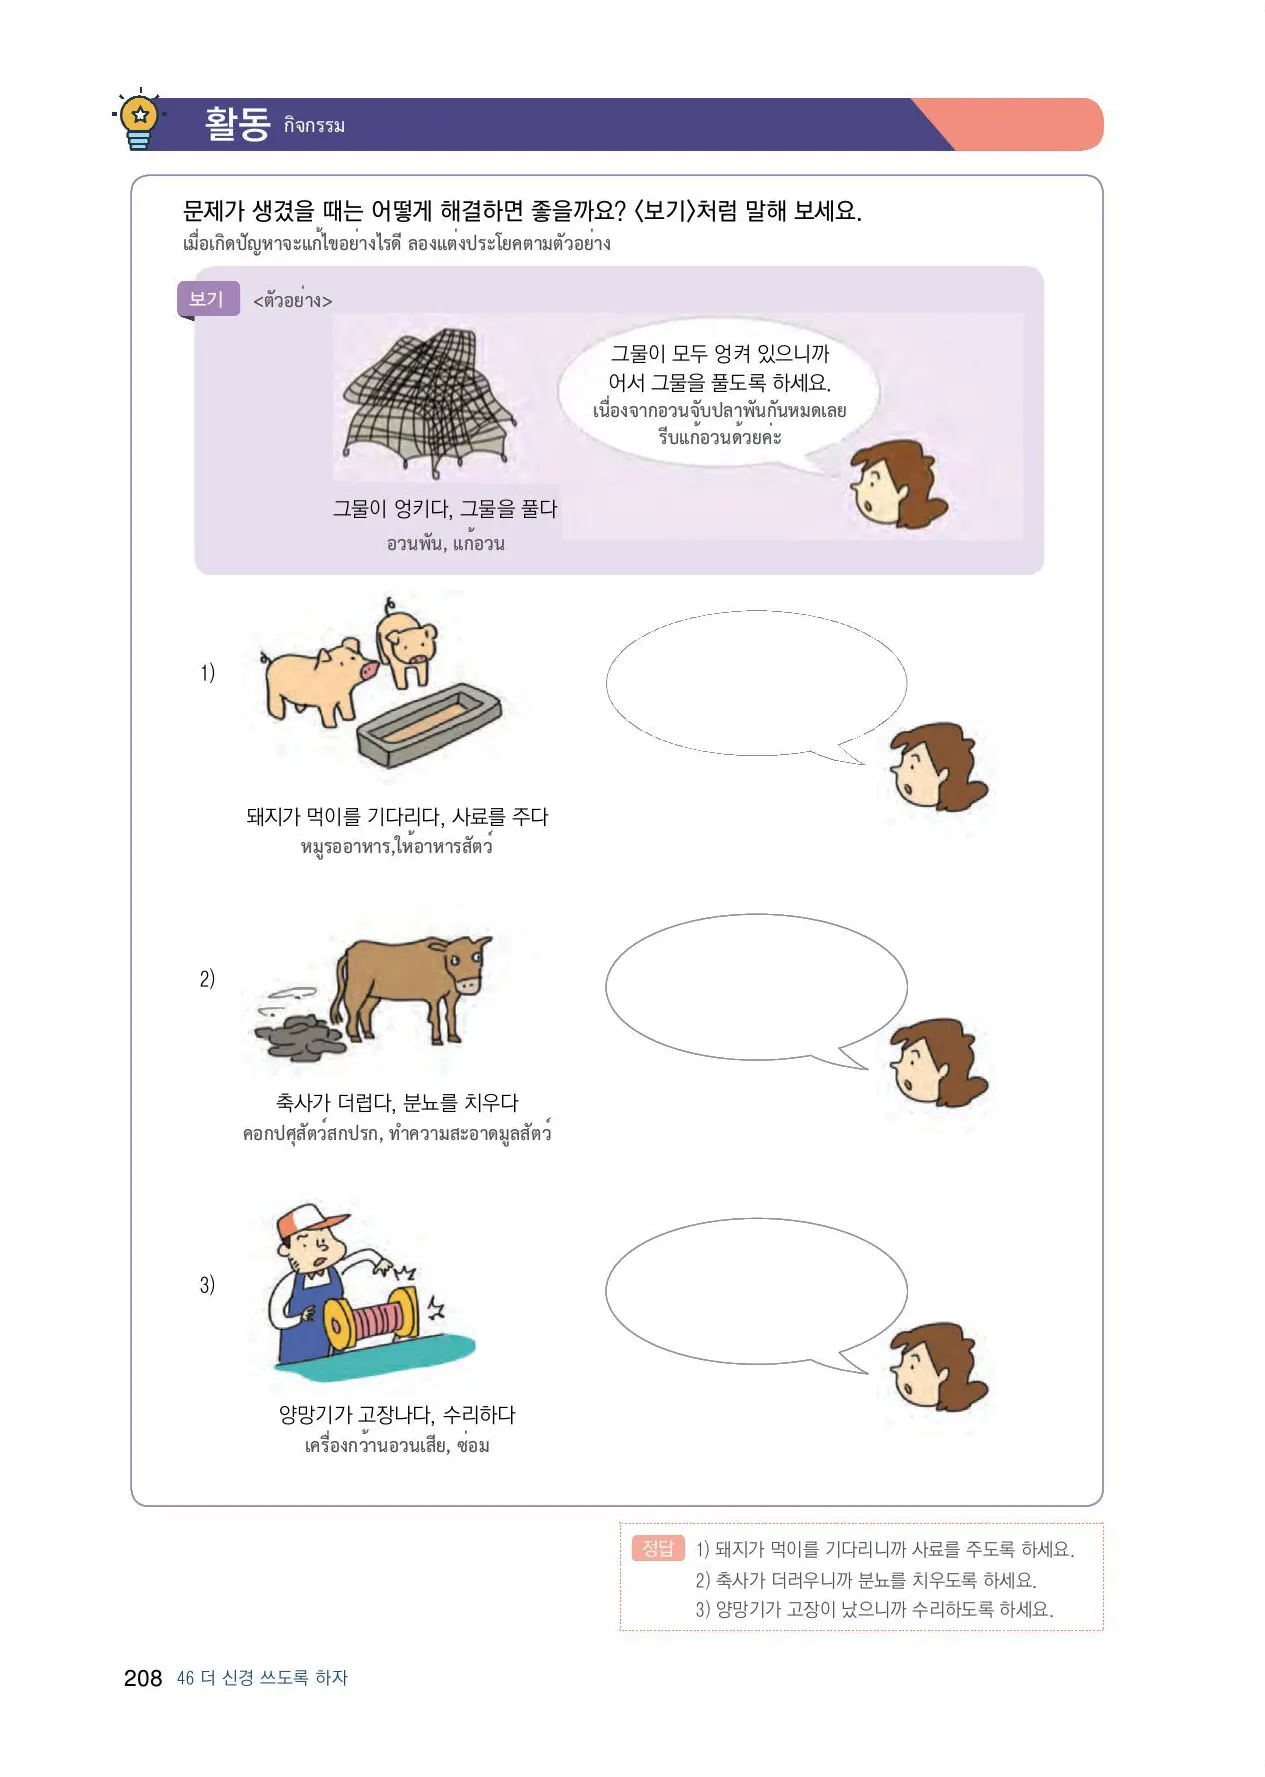 활동 กิจกรรม
문제가 생겼을 때는 어떻게 해결하면 좋을까요? 〈보기〉처럼 말해 보세요.
เมื่อเกิดปัญหาจะแก้ไขอย่างไรดี ลองแต่งประโยคตามตัวอย่าง
보기 <ตัวอย่าง>
그물이 모두 엉켜 있으니까
어서 그물을 풀도록 하세요.
เนื่องจากอวนจับปลาพันกันหมดเลย
รีบแก้อวนด้วยค่ะ
그물이 엉키다, 그물을 풀다
อวนพัน, แก้อวน
1)
돼지가 먹이를 기다리다, 사료를 주다
หมูรออาหาร,ให้อาหารสัตว์
2)
축사가 더럽다, 분뇨를 치우다
คอกปศุสัตว์สกปรก, ทำความสะอาดมูลสัตว์
3)
양망기가 고장나다, 수리하다
เครื่องกว้านอวนเสีย, ซ่อม
정답 1) 돼지가 먹이를 기다리니까 사료를 주도록 하세요.
2) 축사가 더러우니까 분뇨를 치우도록 하세요.
3) 양망기가 고장이 났으니까 수리하도록 하세요.
208 46 더 신경 쓰도록 하자